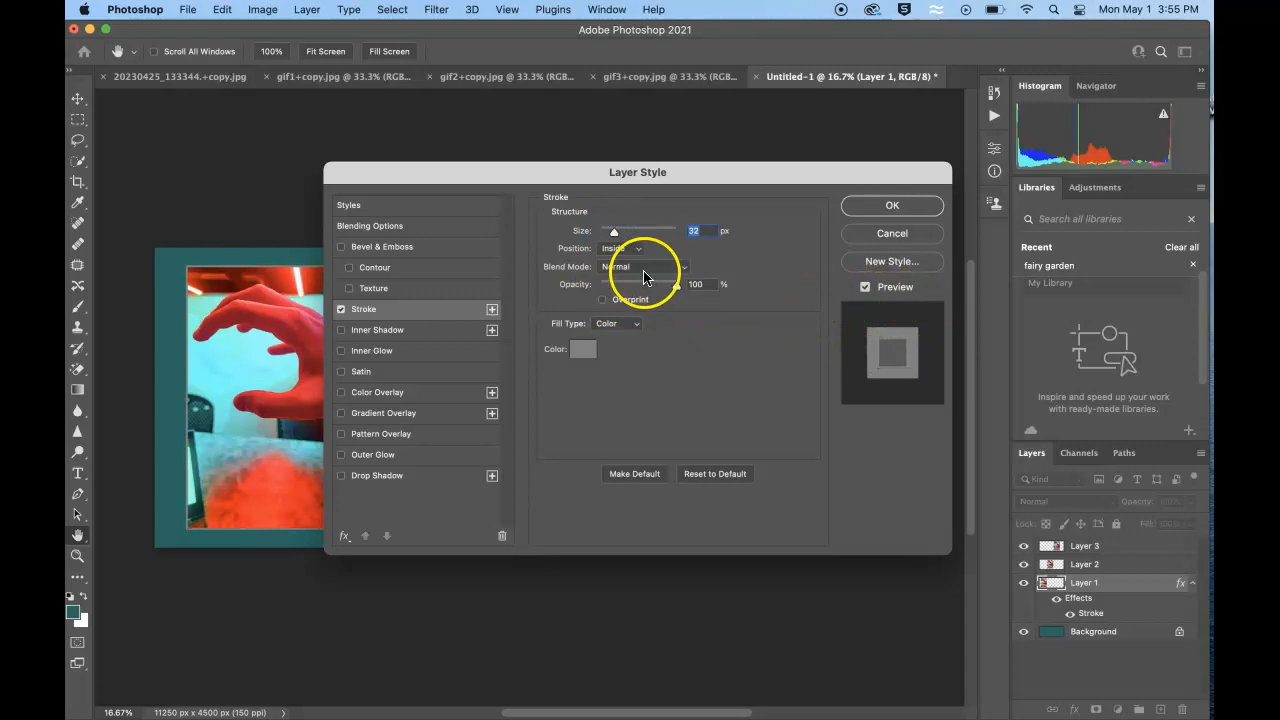 Photoshop File Edit Image Layer Type Select Filter 3D View Plugins Window Help Mon May 1 3:55 PM
Adobe Photoshop 2021
Scroll All Windows 100% Fit Screen Fill Screen
20230425_133344.+copy.jpg gif1+copy.jpg @ 33.3% (RGB... gif2+copy.jpg @ 33.3% (RGB... gif3+copy.jpg @ 33.3% (RGB... Untitled-1 @ 16.7% (Layer 1, RGB/8) *
Histogram Navigator
Libraries Adjustments
Search all libraries
Recent Clear all
fairy garden
My Library
Inspire and speed up your work
with ready-made libraries.
Layers Channels Paths
Kind
Normal Opacity: 100%
Lock: Fill: 100%
Layer 3
Layer 2
Layer 1 fx
Effects
Stroke
Background
fx
Layer Style
Styles
Blending Options
Bevel & Emboss
Contour
Texture
Stroke
Inner Shadow
Inner Glow
Satin
Color Overlay
Gradient Overlay
Pattern Overlay
Outer Glow
Drop Shadow
fx
Stroke
Structure
Size: 32 px
Position: Inside
Blend Mode: Normal
Opacity: 100 %
Overprint
Fill Type: Color
Color:
Make Default Reset to Default
OK
Cancel
New Style...
Preview
16.67% 11250 px x 4500 px (150 ppi)